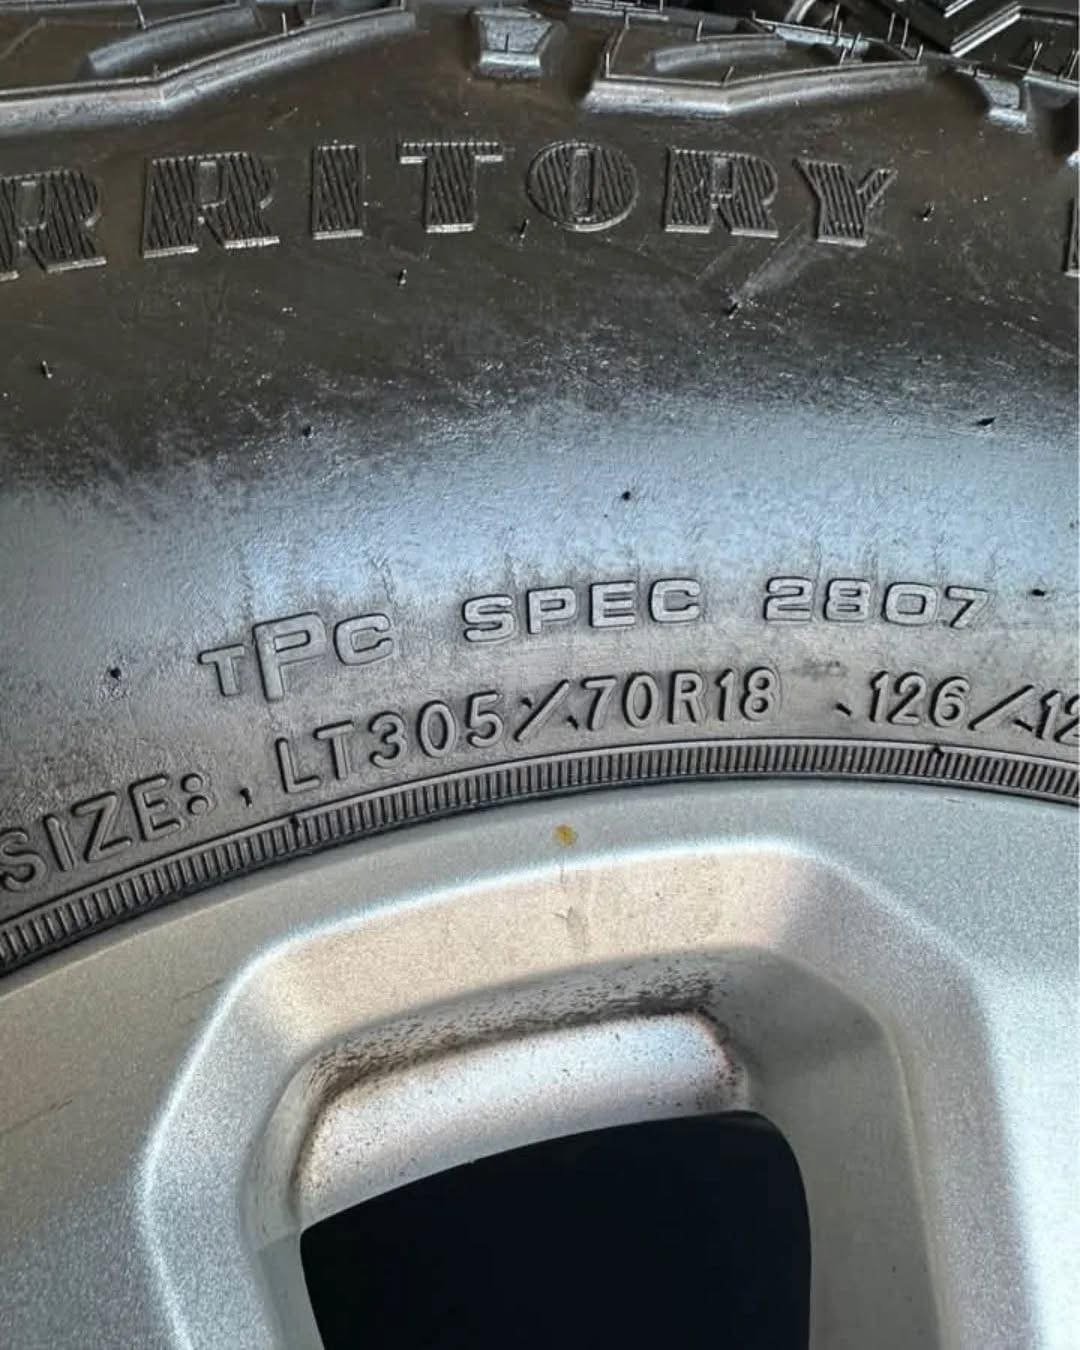 RRITORY
TPC SPEC 2807
SIZE: LT305/70R18 126/12